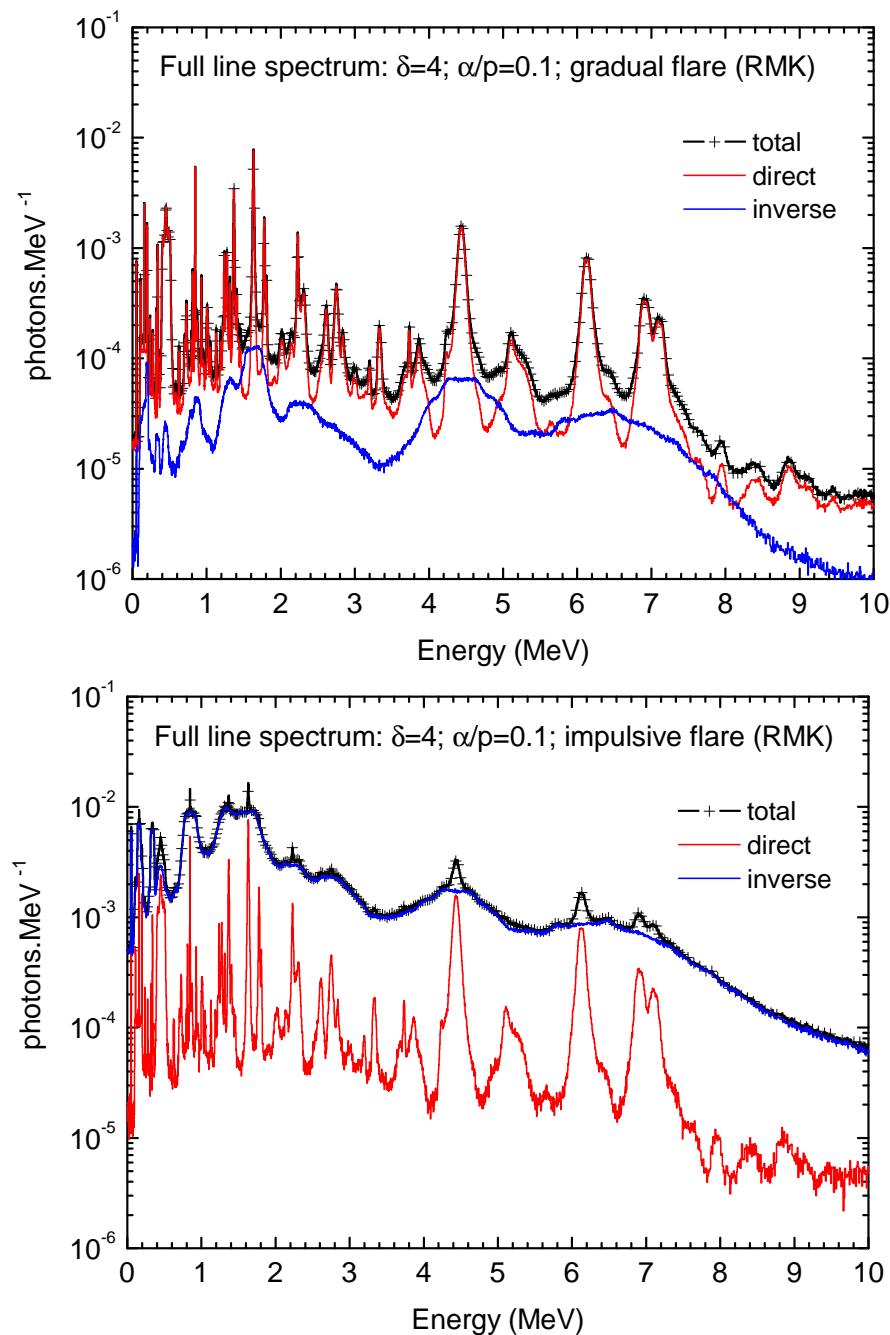 10⁻¹
Full line spectrum: δ=4; α/p=0.1; gradual flare (RMK)
10⁻²
total
direct
inverse
10⁻³
photons.MeV⁻¹
10⁻⁴
10⁻⁵
10⁻⁶
0 1 2 3 4 5 6 7 8 9 10
Energy (MeV)
10⁻¹
Full line spectrum: δ=4; α/p=0.1; impulsive flare (RMK)
10⁻²
total
direct
inverse
10⁻³
photons.MeV⁻¹
10⁻⁴
10⁻⁵
10⁻⁶
0 1 2 3 4 5 6 7 8 9 10
Energy (MeV)